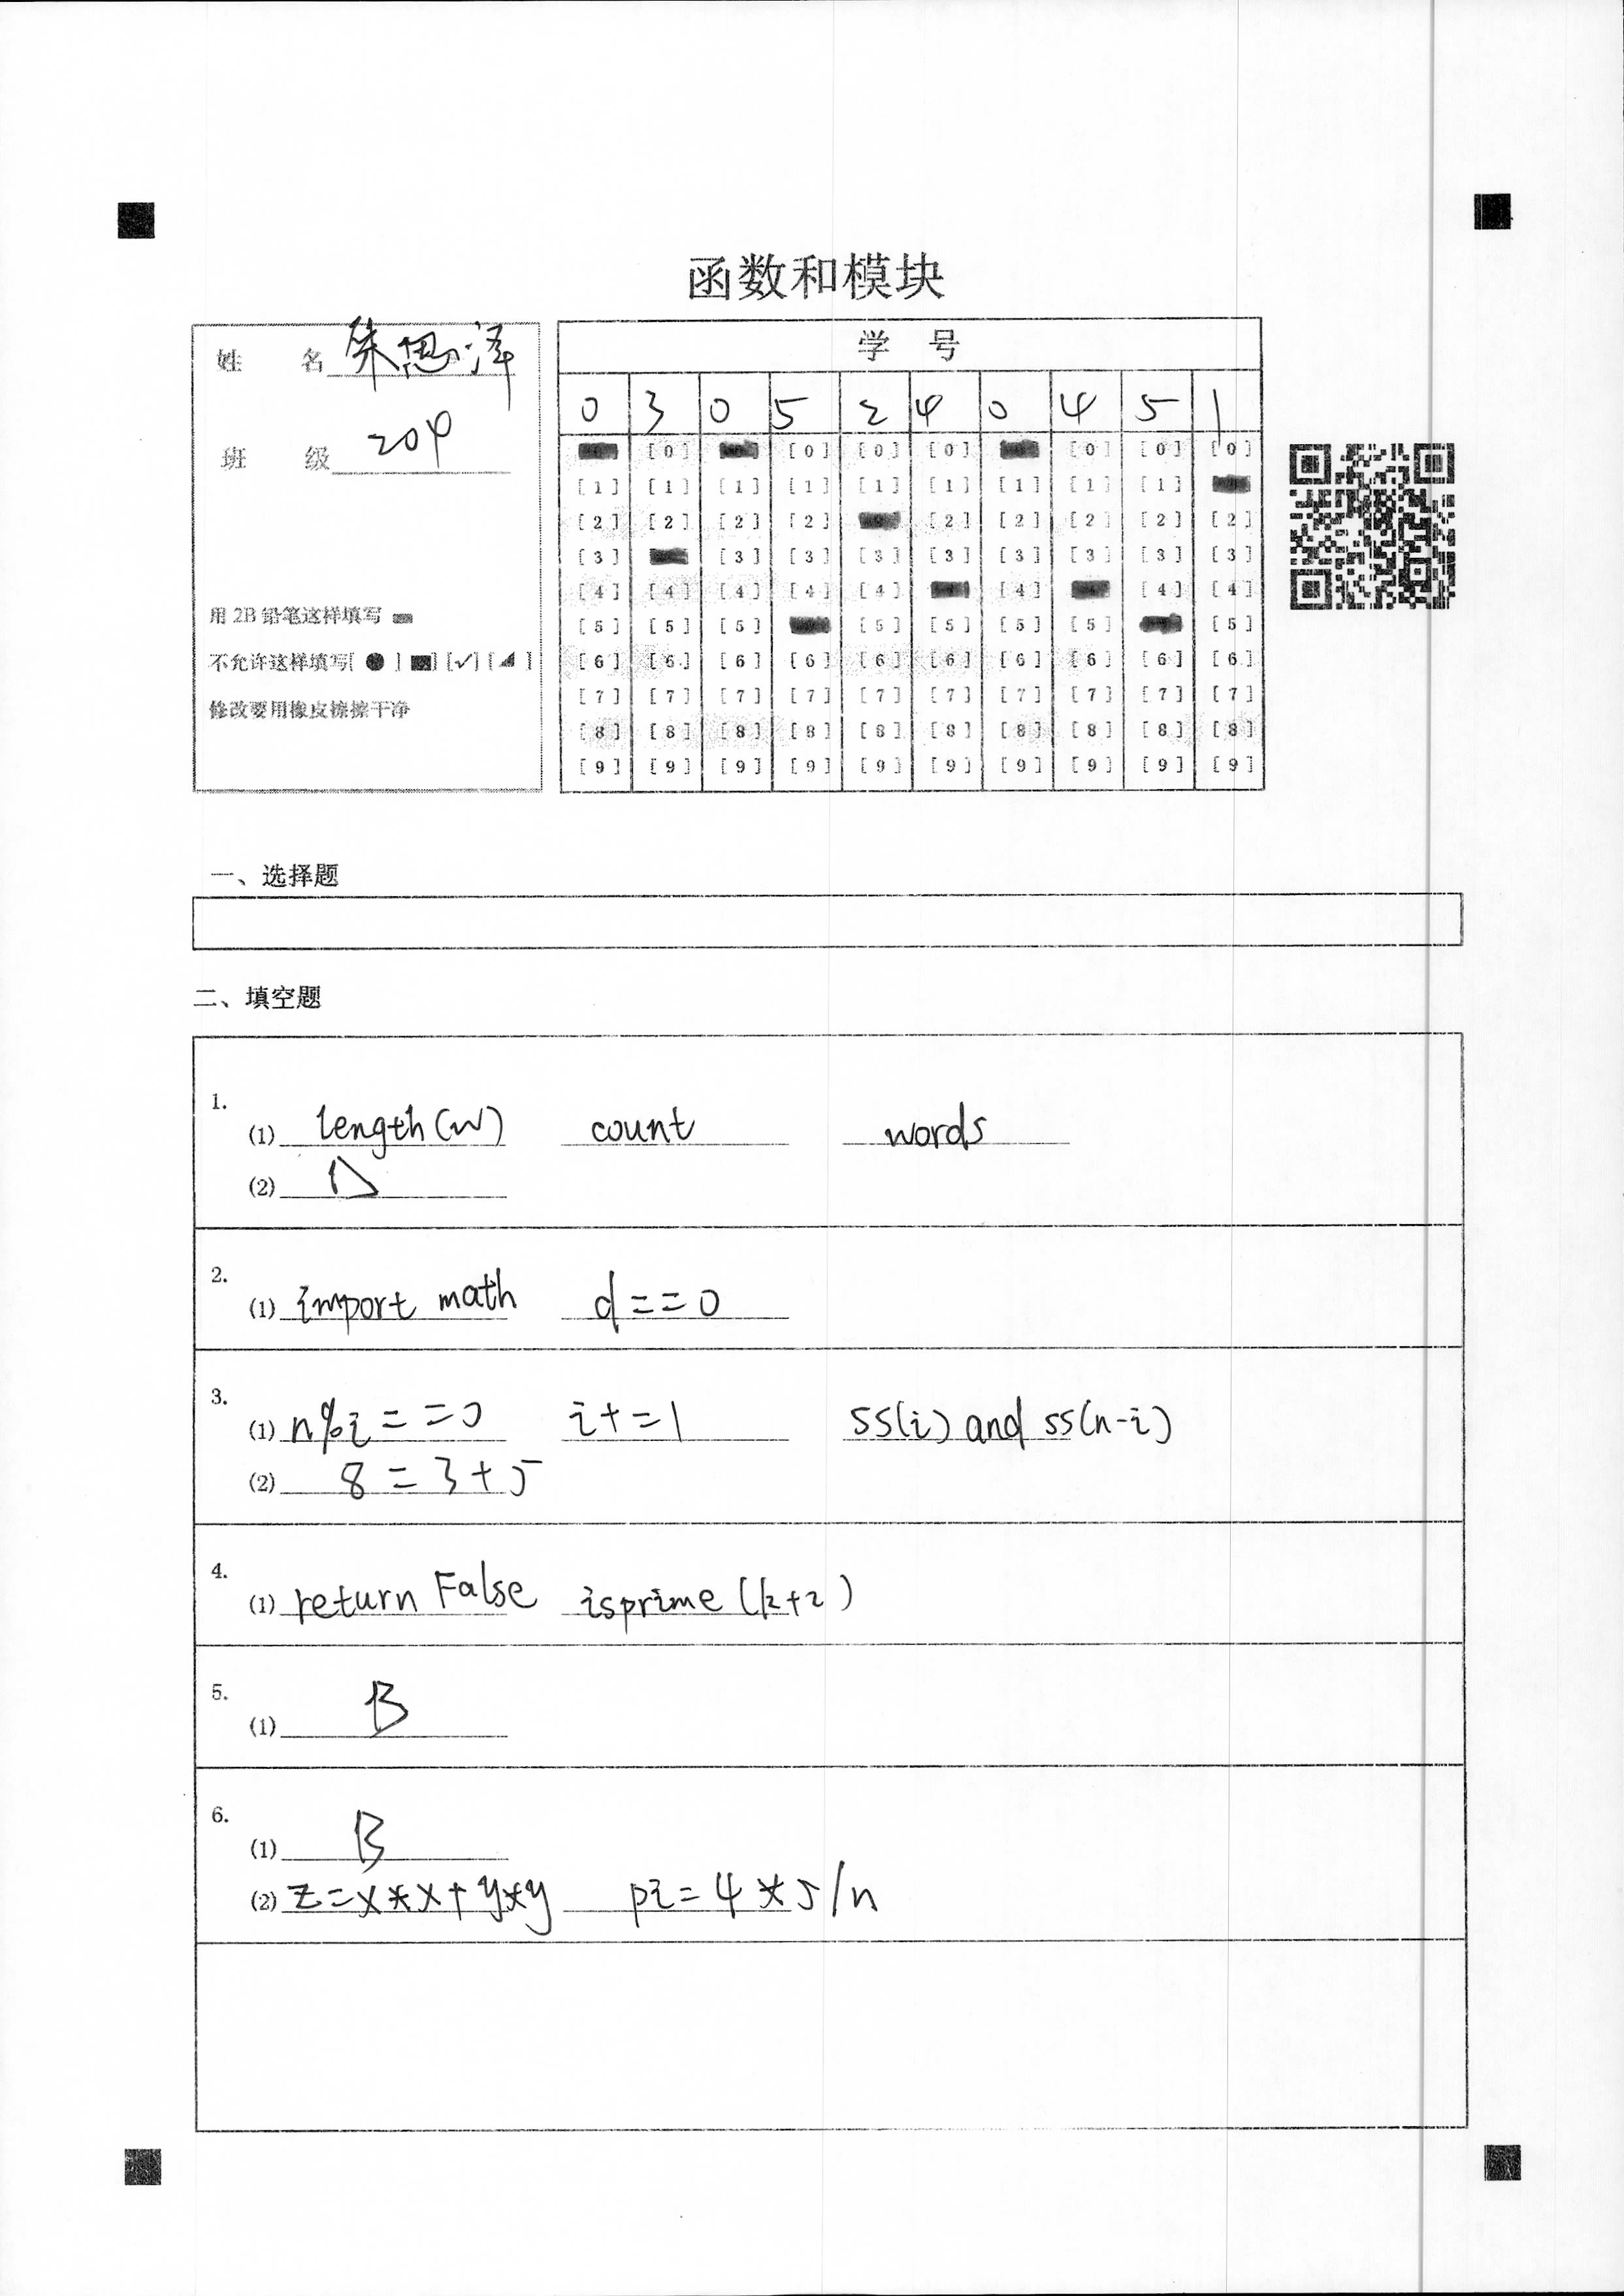 函数和模块
姓 名 朱思泽
班 级 204
用 2B 铅笔这样填写
不允许这样填写[ ● ] ■] [✓] [◢ ]
修改要用橡皮擦擦干净
学 号
0 3 0 5 2 4 0 4 5 1
[0] [0] [0] [0] [0] [0] [0]
[1] [1] [1] [1] [1] [1] [1] [1] [1]
[2] [2] [2] [2] [2] [2] [2] [2] [2]
[3] [3] [3] [3] [3] [3] [3] [3] [3]
[4] [4] [4] [4] [4] [4] [4] [4]
[5] [5] [5] [5] [5] [5] [5] [5]
[6] [6] [6] [6] [6] [6] [6] [6] [6] [6]
[7] [7] [7] [7] [7] [7] [7] [7] [7] [7]
[8] [8] [8] [8] [8] [8] [8] [8] [8] [8]
[9] [9] [9] [9] [9] [9] [9] [9] [9] [9]
一、选择题
二、填空题
1.
(1) length(w) count words
(2) D
2.
(1) import math d==0
3.
(1) n%i==0 i+=1 ss(i) and ss(n-i)
(2) 8=3+5
4.
(1) return False isprime(k+2)
5.
(1) B
6.
(1) B
(2) z=x*x+y*y pi=4*s/n